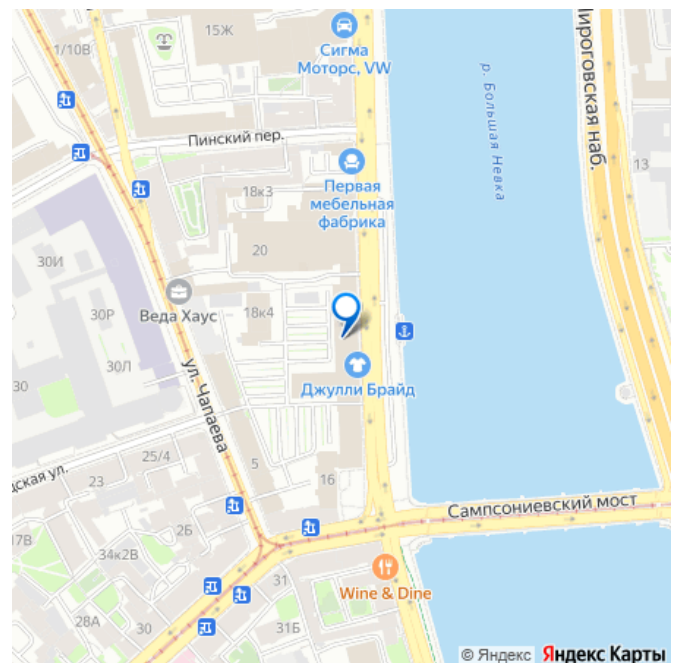 1/10В
15Ж
Сигма
Моторс, VW
р. Большая Невка
Пироговская наб.
13
Пинский пер.
18к3
Первая
мебельная
фабрика
20
30И
Веда Хаус
30Р
18к4
30Л
30
ул. Чапаева
Джулли Брайд
25/4
дская ул.
23
5
16
Сампсониевский мост
17В
34к2В
2Б
31
Wine & Dine
28А
30
31Б
© Яндекс Яндекс Карты